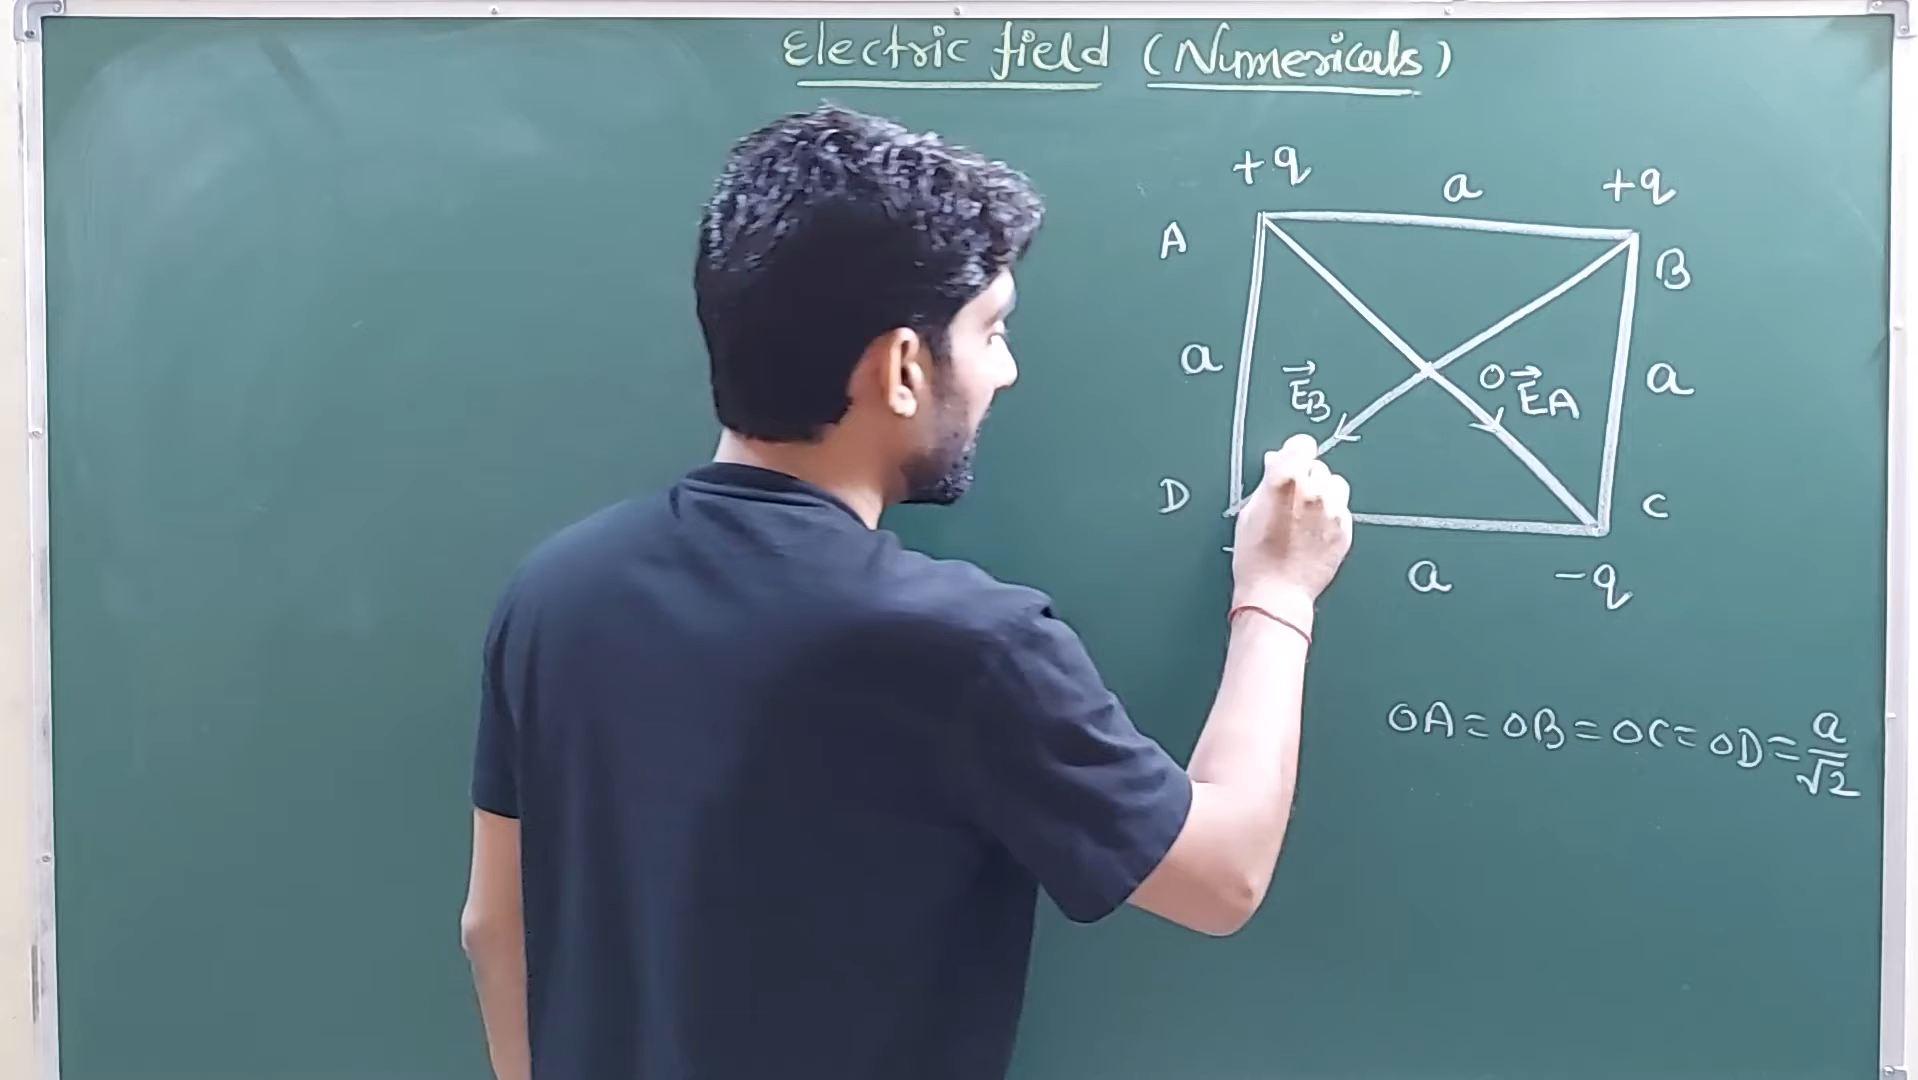 Electric field (Numericals)
+q a +q
A B
a a
E⃗B O E⃗A
D C
a -q
OA = OB = OC = OD = a/√2